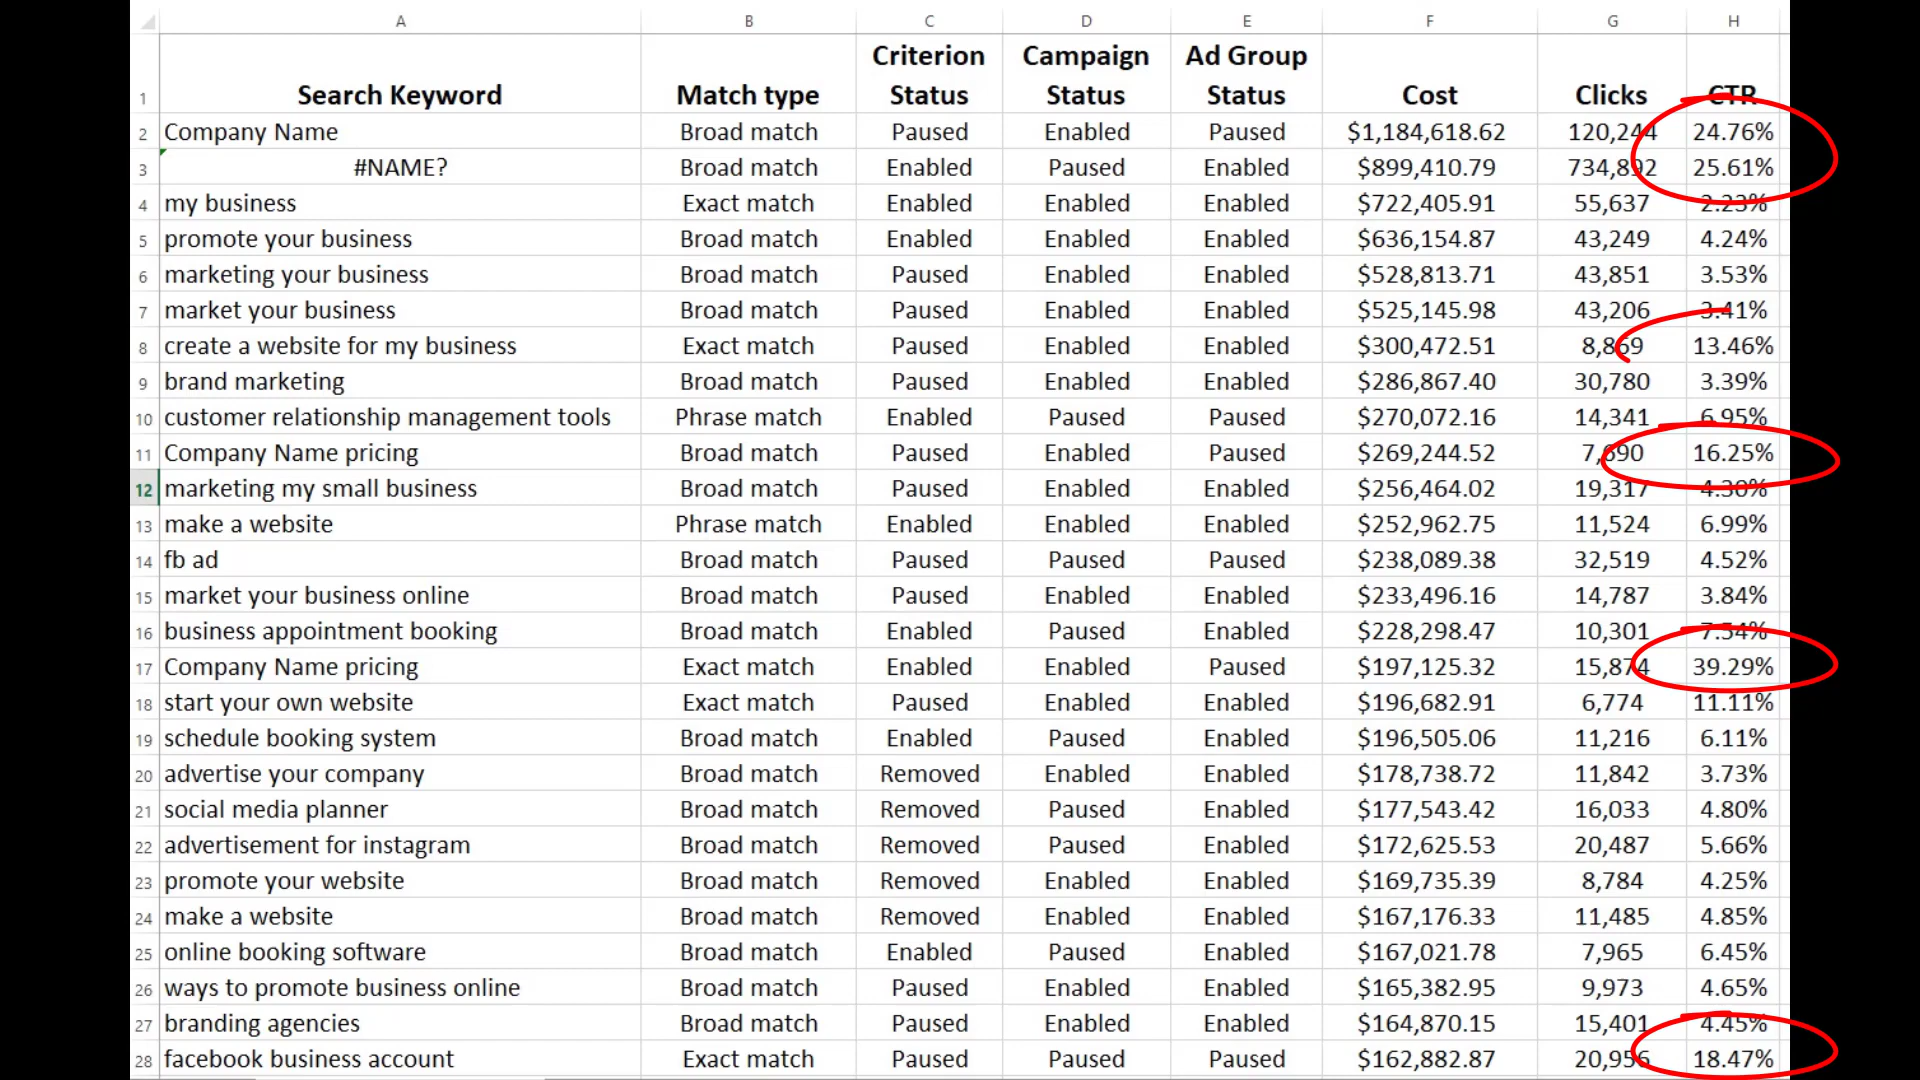 A B C D E F G H
1 Search Keyword Match type Criterion Status Campaign Status Ad Group Status Cost Clicks CTR
2 Company Name Broad match Paused Enabled Paused $1,184,618.62 120,244 24.76%
3 #NAME? Broad match Enabled Paused Enabled $899,410.79 734,892 25.61%
4 my business Exact match Enabled Enabled Enabled $722,405.91 55,637 2.23%
5 promote your business Broad match Enabled Enabled Enabled $636,154.87 43,249 4.24%
6 marketing your business Broad match Paused Enabled Enabled $528,813.71 43,851 3.53%
7 market your business Broad match Paused Enabled Enabled $525,145.98 43,206 3.41%
8 create a website for my business Exact match Paused Enabled Enabled $300,472.51 8,869 13.46%
9 brand marketing Broad match Paused Enabled Enabled $286,867.40 30,780 3.39%
10 customer relationship management tools Phrase match Enabled Paused Paused $270,072.16 14,341 6.95%
11 Company Name pricing Broad match Paused Enabled Paused $269,244.52 7,690 16.25%
12 marketing my small business Broad match Paused Enabled Enabled $256,464.02 19,317 4.30%
13 make a website Phrase match Enabled Enabled Enabled $252,962.75 11,524 6.99%
14 fb ad Broad match Paused Paused Paused $238,089.38 32,519 4.52%
15 market your business online Broad match Paused Enabled Enabled $233,496.16 14,787 3.84%
16 business appointment booking Broad match Enabled Paused Enabled $228,298.47 10,301 7.54%
17 Company Name pricing Exact match Enabled Enabled Paused $197,125.32 15,874 39.29%
18 start your own website Exact match Paused Enabled Enabled $196,682.91 6,774 11.11%
19 schedule booking system Broad match Enabled Paused Enabled $196,505.06 11,216 6.11%
20 advertise your company Broad match Removed Enabled Enabled $178,738.72 11,842 3.73%
21 social media planner Broad match Removed Paused Enabled $177,543.42 16,033 4.80%
22 advertisement for instagram Broad match Removed Paused Enabled $172,625.53 20,487 5.66%
23 promote your website Broad match Removed Enabled Enabled $169,735.39 8,784 4.25%
24 make a website Broad match Removed Enabled Enabled $167,176.33 11,485 4.85%
25 online booking software Broad match Enabled Paused Enabled $167,021.78 7,965 6.45%
26 ways to promote business online Broad match Paused Enabled Enabled $165,382.95 9,973 4.65%
27 branding agencies Broad match Paused Enabled Enabled $164,870.15 15,401 4.45%
28 facebook business account Exact match Paused Paused Paused $162,882.87 20,956 18.47%